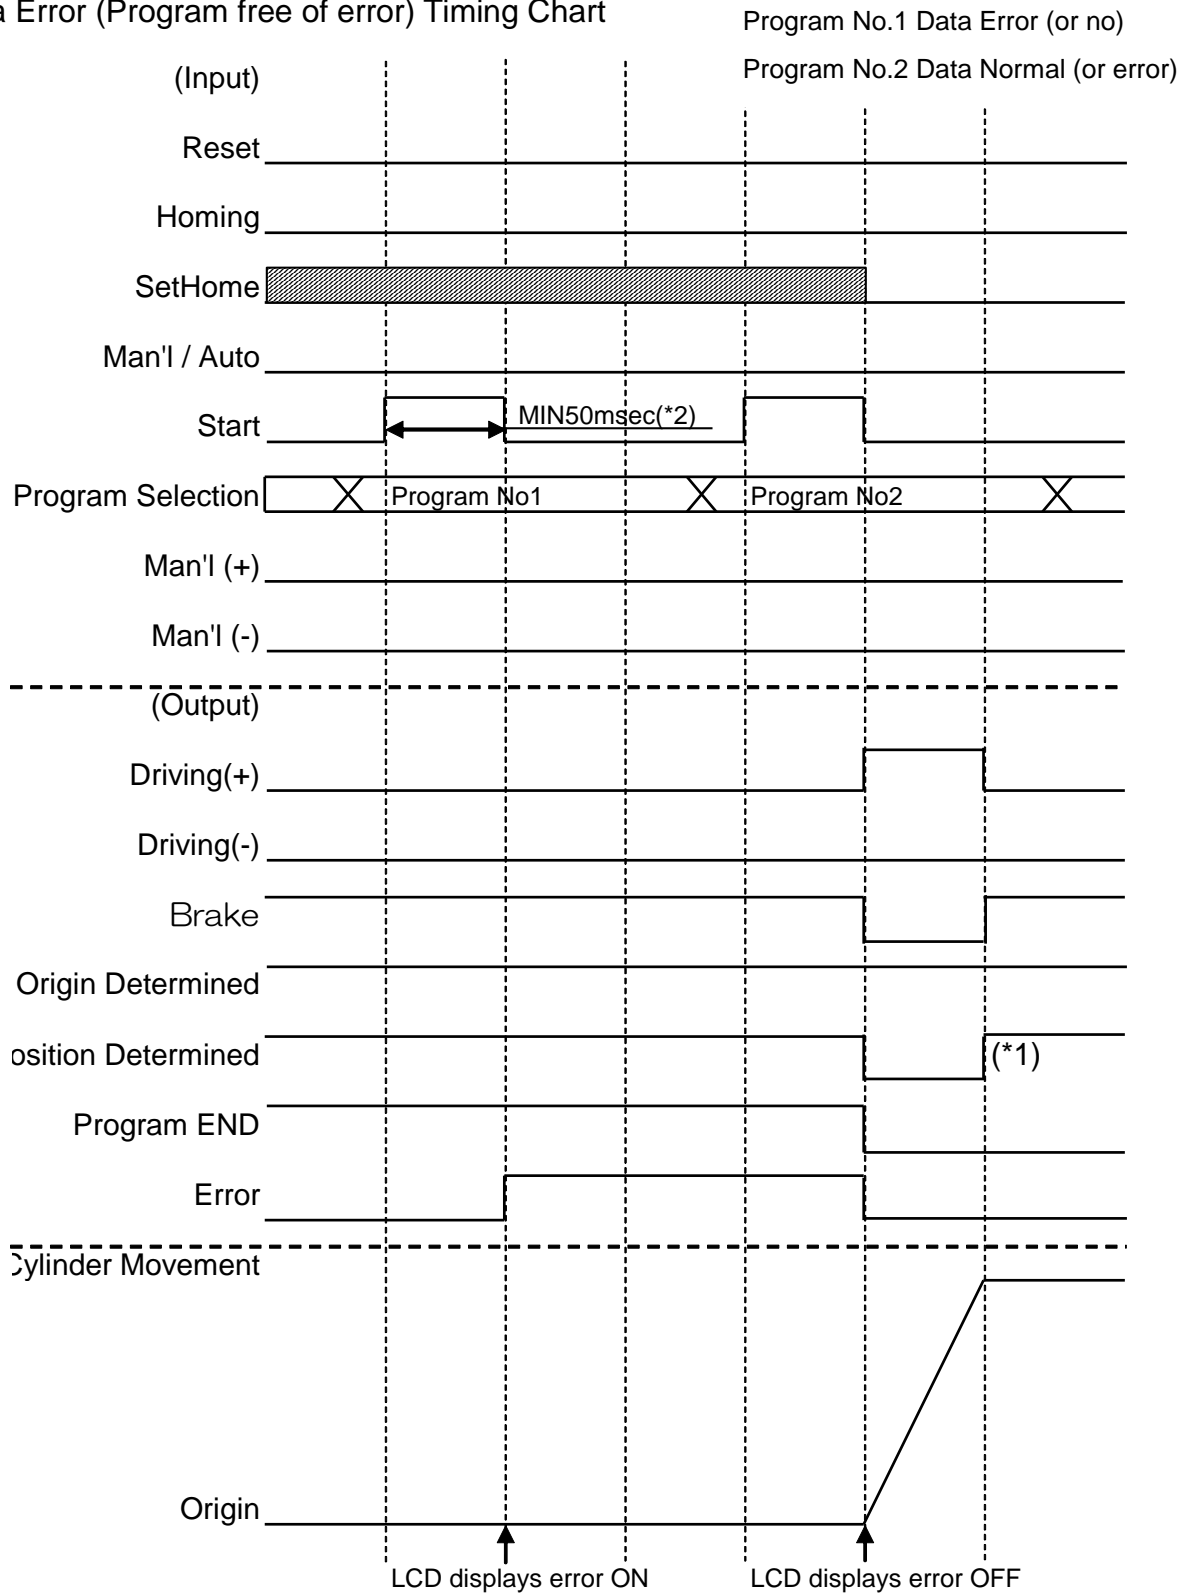 Error (Program free of error) Timing Chart
Program No.1 Data Error (or no)
Program No.2 Data Normal (or error)
(Input)
Reset
Homing
SetHome
Man'l / Auto
Start
MIN50msec(*2)
Program Selection
Program No1
Program No2
Man'l (+)
Man'l (-)
(Output)
Driving(+)
Driving(-)
Brake
Origin Determined
osition Determined
(*1)
Program END
Error
Cylinder Movement
Origin
LCD displays error ON
LCD displays error OFF